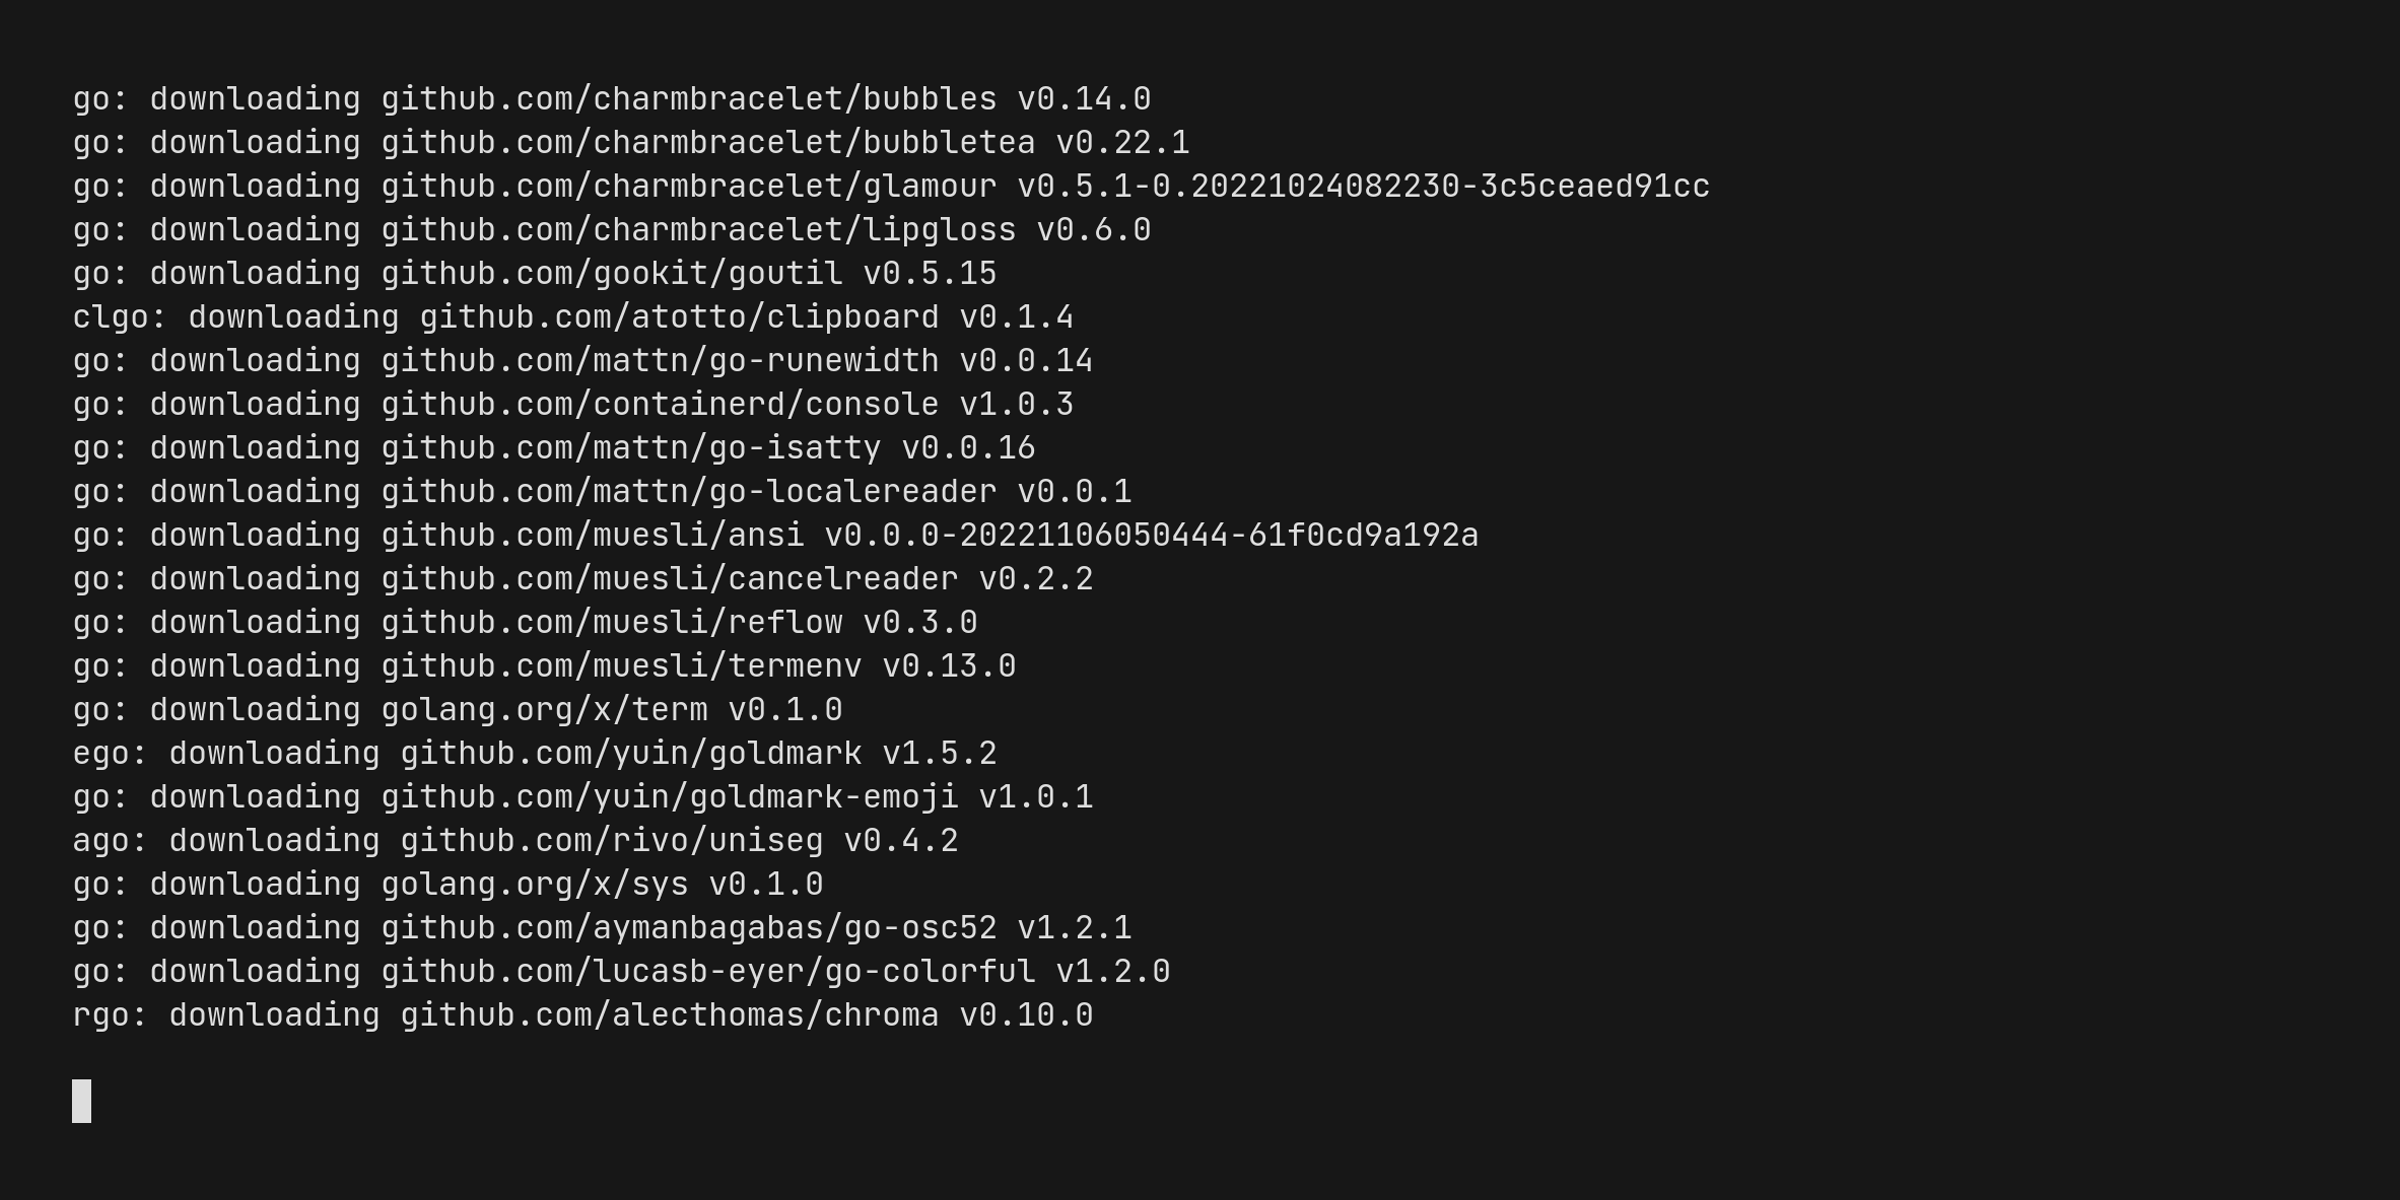 go: downloading github.com/charmbracelet/bubbles v0.14.0
go: downloading github.com/charmbracelet/bubbletea v0.22.1
go: downloading github.com/charmbracelet/glamour v0.5.1-0.20221024082230-3c5ceaed91cc
go: downloading github.com/charmbracelet/lipgloss v0.6.0
go: downloading github.com/gookit/goutil v0.5.15
clgo: downloading github.com/atotto/clipboard v0.1.4
go: downloading github.com/mattn/go-runewidth v0.0.14
go: downloading github.com/containerd/console v1.0.3
go: downloading github.com/mattn/go-isatty v0.0.16
go: downloading github.com/mattn/go-localereader v0.0.1
go: downloading github.com/muesli/ansi v0.0.0-20221106050444-61f0cd9a192a
go: downloading github.com/muesli/cancelreader v0.2.2
go: downloading github.com/muesli/reflow v0.3.0
go: downloading github.com/muesli/termenv v0.13.0
go: downloading golang.org/x/term v0.1.0
ego: downloading github.com/yuin/goldmark v1.5.2
go: downloading github.com/yuin/goldmark-emoji v1.0.1
ago: downloading github.com/rivo/uniseg v0.4.2
go: downloading golang.org/x/sys v0.1.0
go: downloading github.com/aymanbagabas/go-osc52 v1.2.1
go: downloading github.com/lucasb-eyer/go-colorful v1.2.0
rgo: downloading github.com/alecthomas/chroma v0.10.0